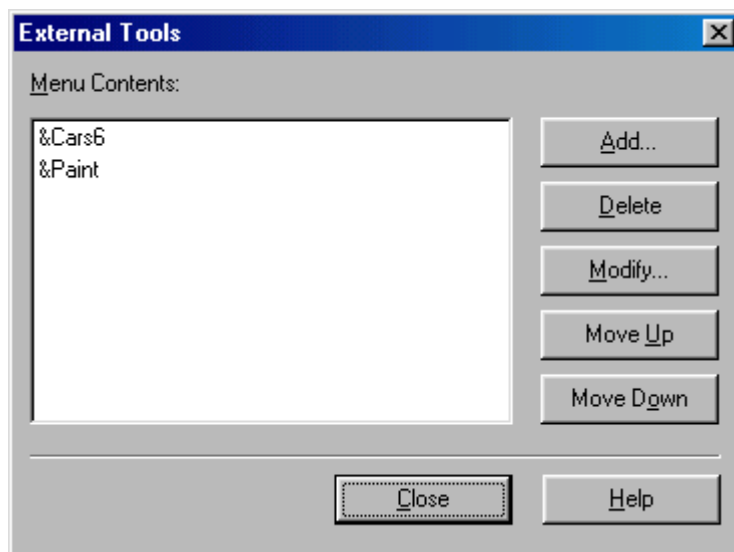 External Tools
Menu Contents:
&Cars6
&Paint
Add...
Delete
Modify...
Move Up
Move Down
Close
Help